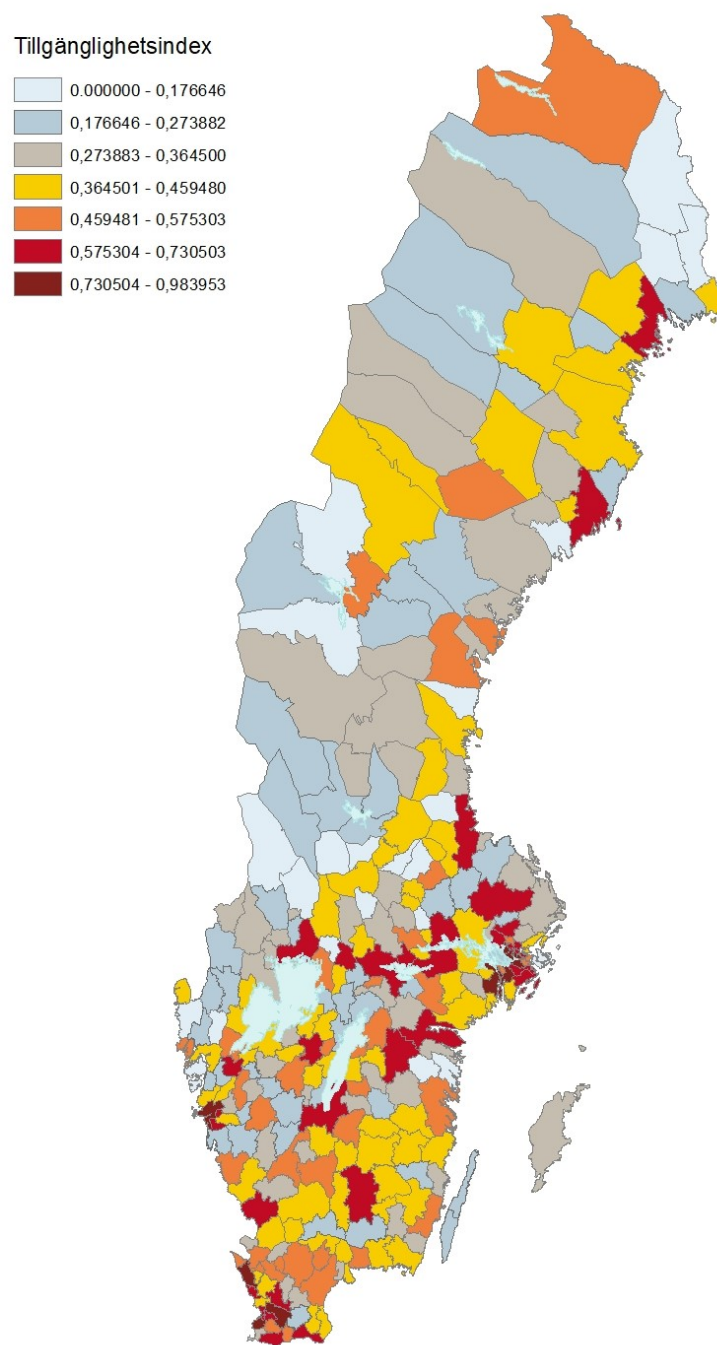 Tillgänglighetsindex
0.000000 - 0,176646
0,176646 - 0,273882
0,273883 - 0,364500
0,364501 - 0,459480
0,459481 - 0,575303
0,575304 - 0,730503
0,730504 - 0,983953